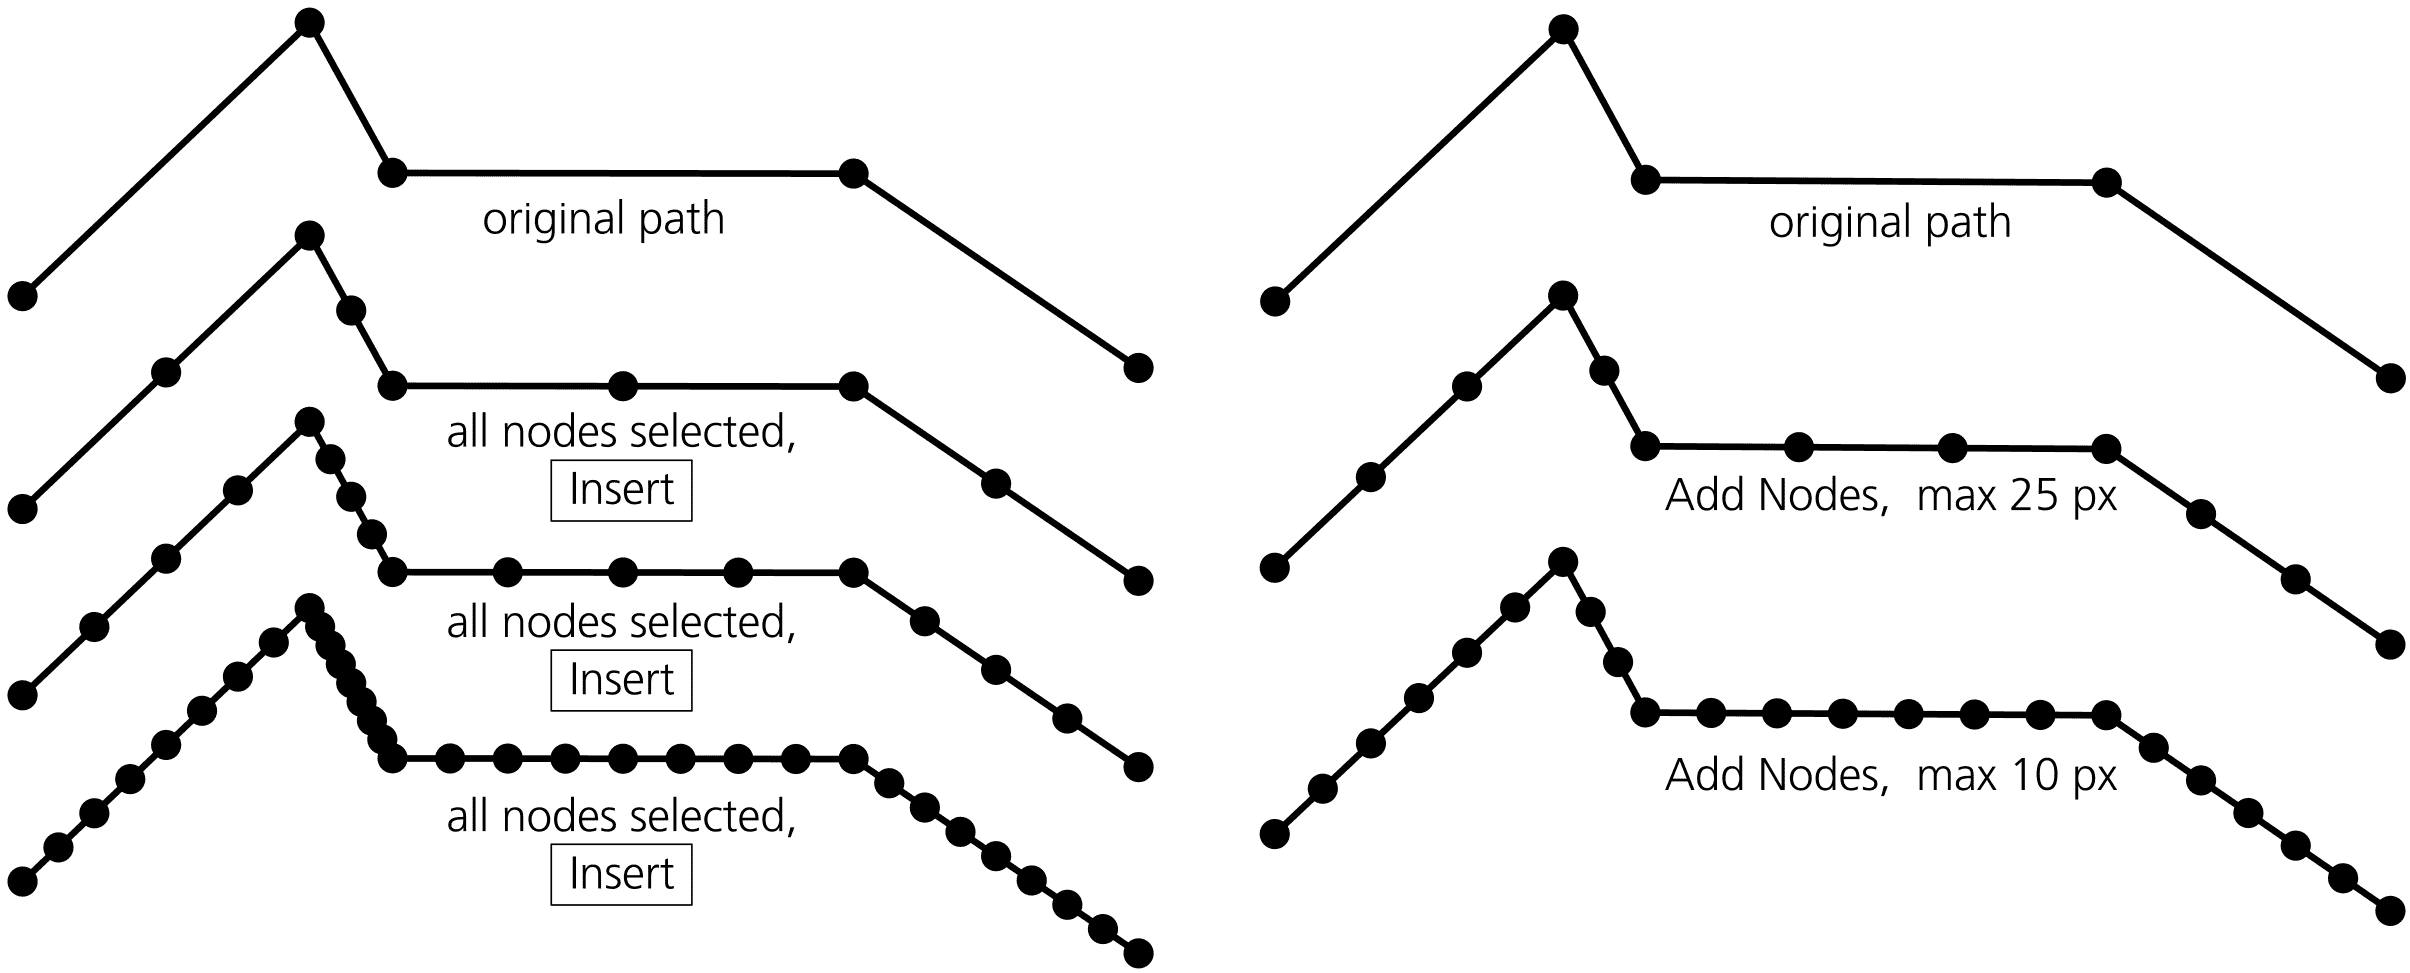 original path
all nodes selected,
Insert
all nodes selected,
Insert
all nodes selected,
Insert
original path
Add Nodes,  max 25 px
Add Nodes,  max 10 px